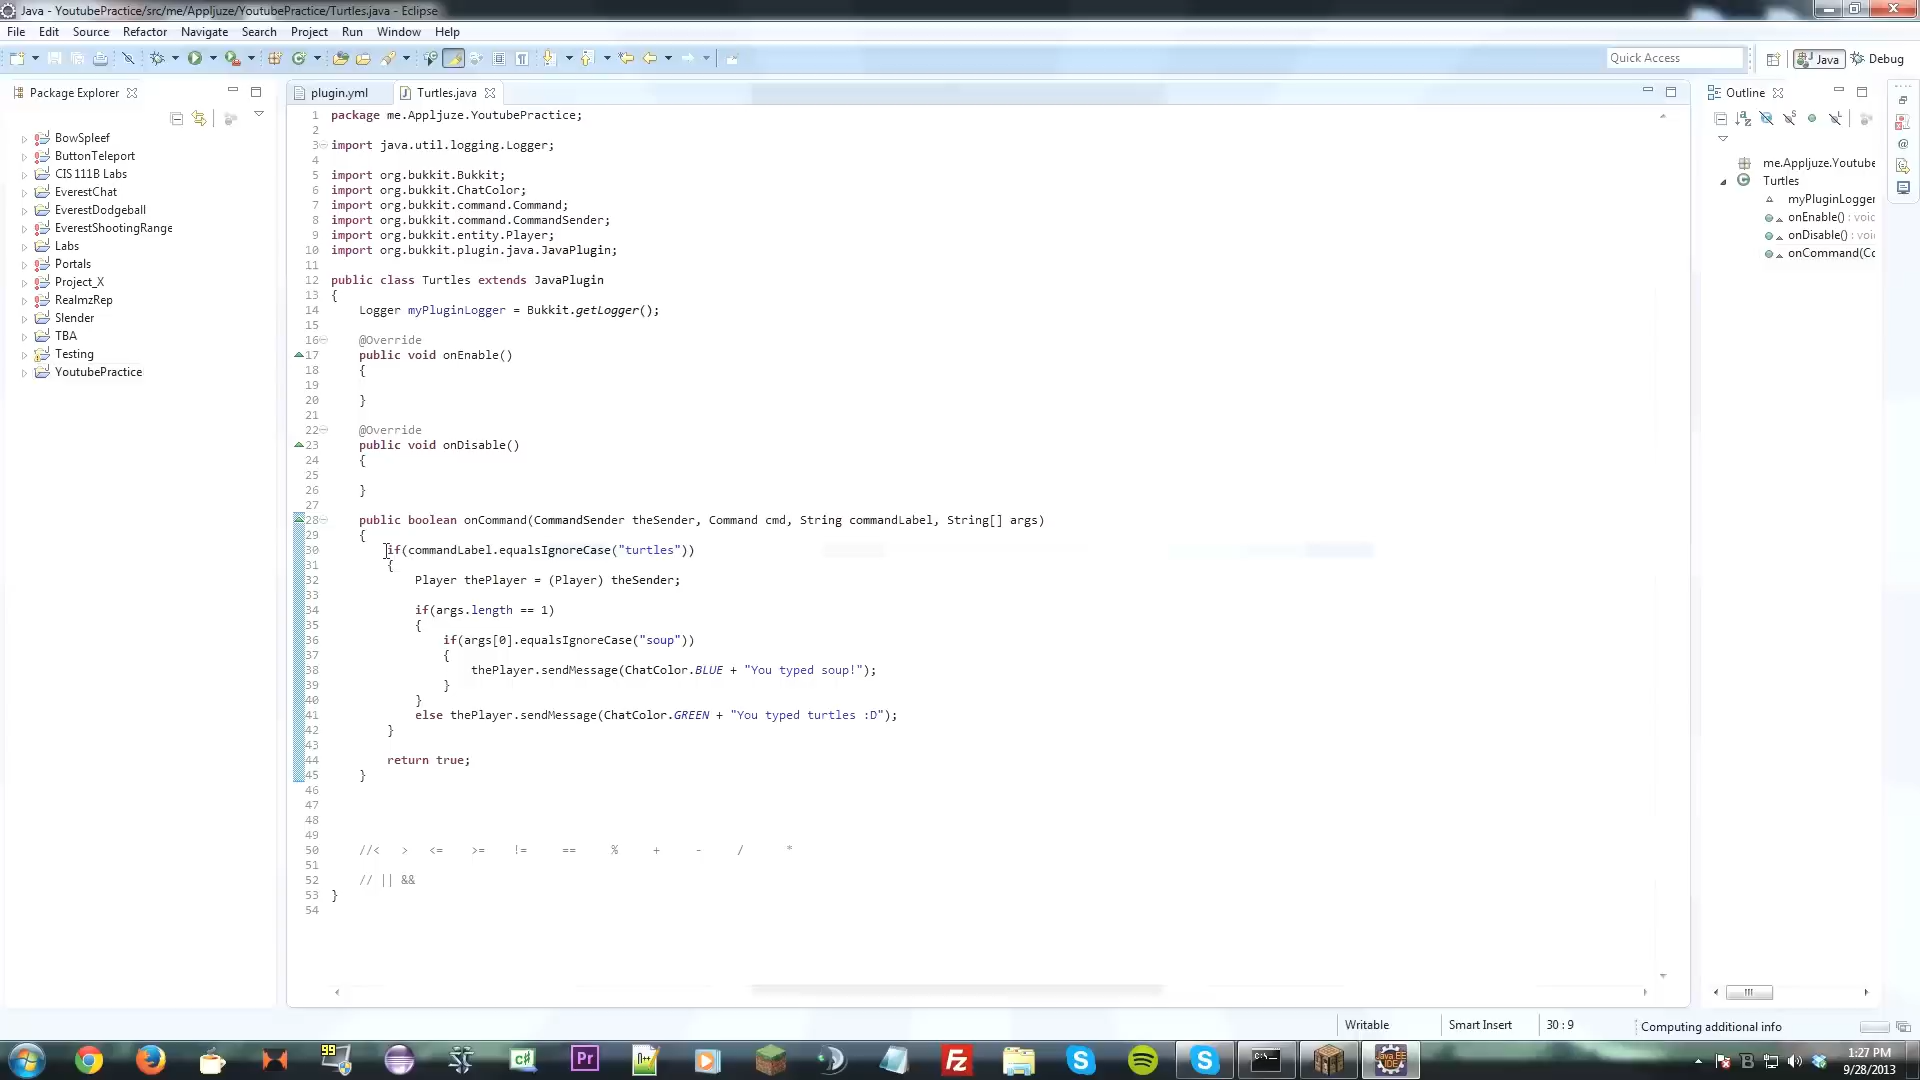 Java - YoutubePractice/src/me/Appljuze/YoutubePractice/Turtles.java - Eclipse
File Edit Source Refactor Navigate Search Project Run Window Help
Quick Access
Java
Debug
Package Explorer
BowSpleef
ButtonTeleport
CIS 111B Labs
EverestChat
EverestDodgeball
EverestShootingRange
Labs
Portals
Project_X
RealmzRep
Slender
TBA
Testing
YoutubePractice
plugin.yml
Turtles.java
1 package me.Appljuze.YoutubePractice;
2
3 import java.util.logging.Logger;
4
5 import org.bukkit.Bukkit;
6 import org.bukkit.ChatColor;
7 import org.bukkit.command.Command;
8 import org.bukkit.command.CommandSender;
9 import org.bukkit.entity.Player;
10 import org.bukkit.plugin.java.JavaPlugin;
11
12 public class Turtles extends JavaPlugin
13 {
14 Logger myPluginLogger = Bukkit.getLogger();
15
16 @Override
17 public void onEnable()
18 {
19
20 }
21
22 @Override
23 public void onDisable()
24 {
25
26 }
27
28 public boolean onCommand(CommandSender theSender, Command cmd, String commandLabel, String[] args)
29 {
30 if(commandLabel.equalsIgnoreCase("turtles"))
31 {
32 Player thePlayer = (Player) theSender;
33
34 if(args.length == 1)
35 {
36 if(args[0].equalsIgnoreCase("soup"))
37 {
38 thePlayer.sendMessage(ChatColor.BLUE + "You typed soup!");
39 }
40 }
41 else thePlayer.sendMessage(ChatColor.GREEN + "You typed turtles :D");
42 }
43
44 return true;
45 }
46
47
48
49
50 //< > <= >= != == % + - / *
51
52 // || &&
53 }
54
Outline
me.Appljuze.Youtube
Turtles
myPluginLogger
onEnable() : voic
onDisable() : voic
onCommand(Cc
Writable
Smart Insert
30 : 9
Computing additional info
99
C#
Pr
Fz
Java EE
IDE
1:27 PM
9/28/2013